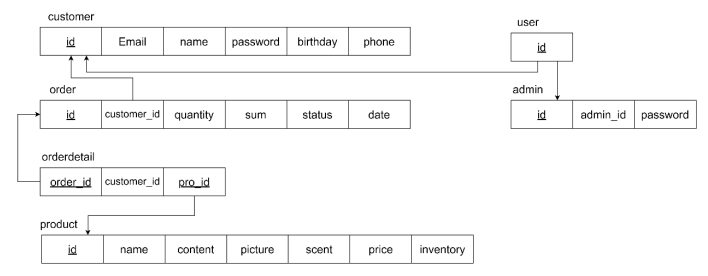 customer
id Email name password birthday phone
user
id
order
id customer_id quantity sum status date
admin
id admin_id password
orderdetail
order_id customer_id pro_id
product
id name content picture scent price inventory